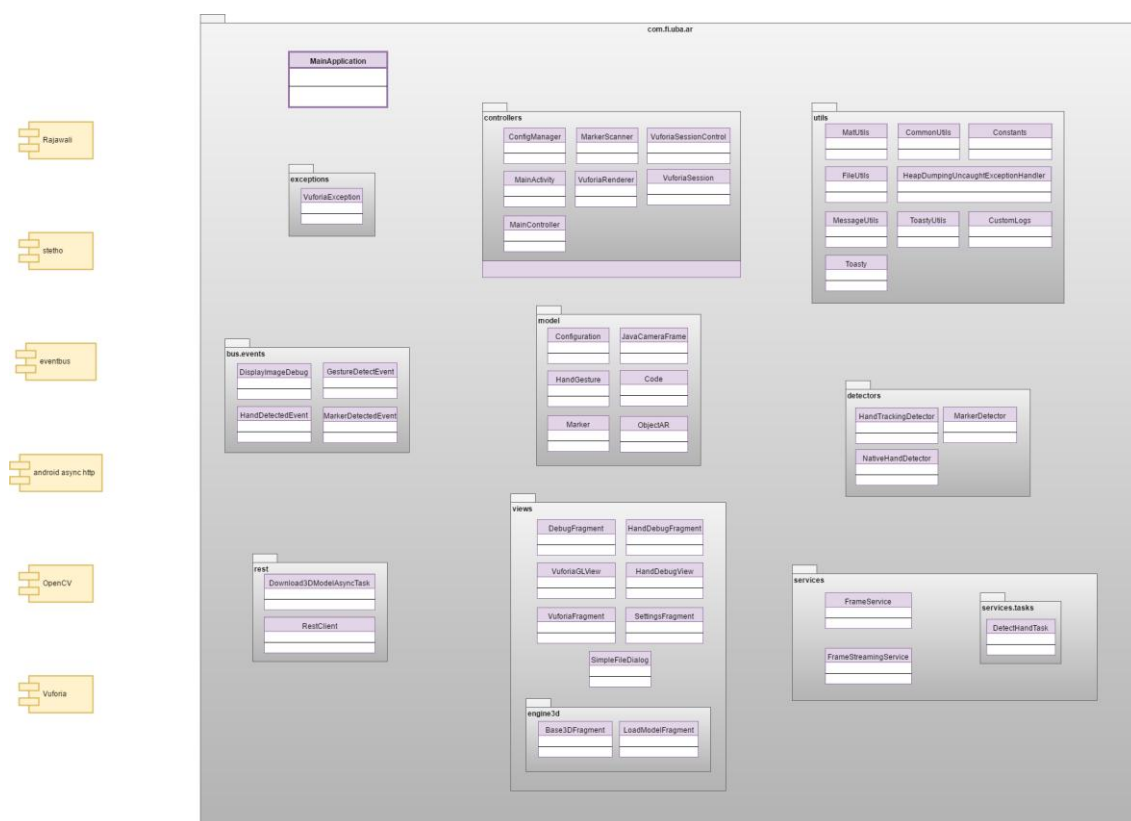 com.fi.uba.ar
MainApplication
Rajawali
stetho
eventbus
android async http
OpenCV
Vuforia
exceptions
VuforiaException
controllers
ConfigManager
MarkerScanner
VuforiaSessionControl
MainActivity
VuforiaRenderer
VuforiaSession
MainController
utils
MatUtils
CommonUtils
Constants
FileUtils
HeapDumpingUncaughtExceptionHandler
MessageUtils
ToastyUtils
CustomLogs
Toasty
bus.events
DisplayImageDebug
GestureDetectEvent
HandDetectedEvent
MarkerDetectedEvent
model
Configuration
JavaCameraFrame
HandGesture
Code
Marker
ObjectAR
detectors
HandTrackingDetector
MarkerDetector
NativeHandDetector
rest
Download3DModelAsyncTask
RestClient
views
DebugFragment
HandDebugFragment
VuforiaGLView
HandDebugView
VuforiaFragment
SettingsFragment
SimpleFileDialog
engine3d
Base3DFragment
LoadModelFragment
services
FrameService
FrameStreamingService
services.tasks
DetectHandTask